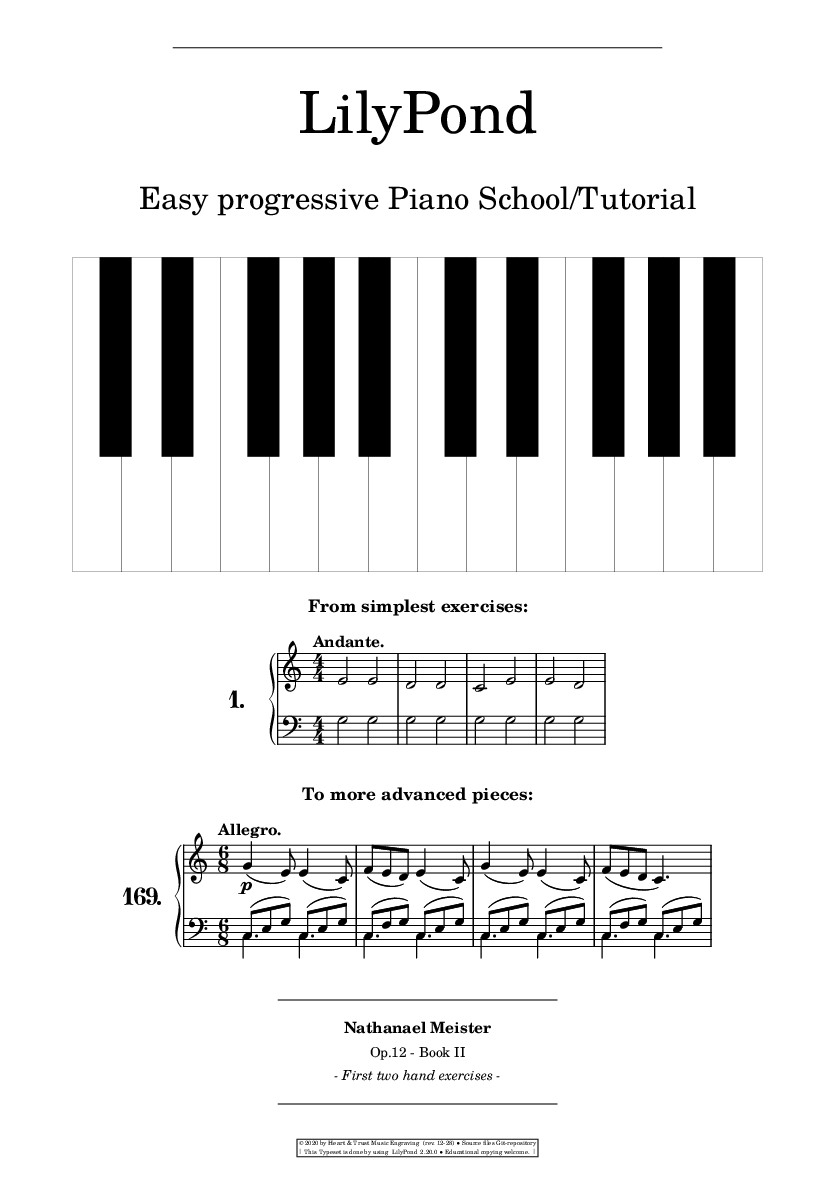 LilyPond
Easy progressive Piano School/Tutorial
From simplest exercises:
Andante.
1.
To more advanced pieces:
Allegro.
169.
p
Nathanael Meister
Op.12 - Book II
- First two hand exercises -
© 2020 by Heart & Trust Music Engraving (rev. 12-28) • Source files Git-repository
| This Typeset is done by using LilyPond 2.20.0 • Educational copying welcome. |